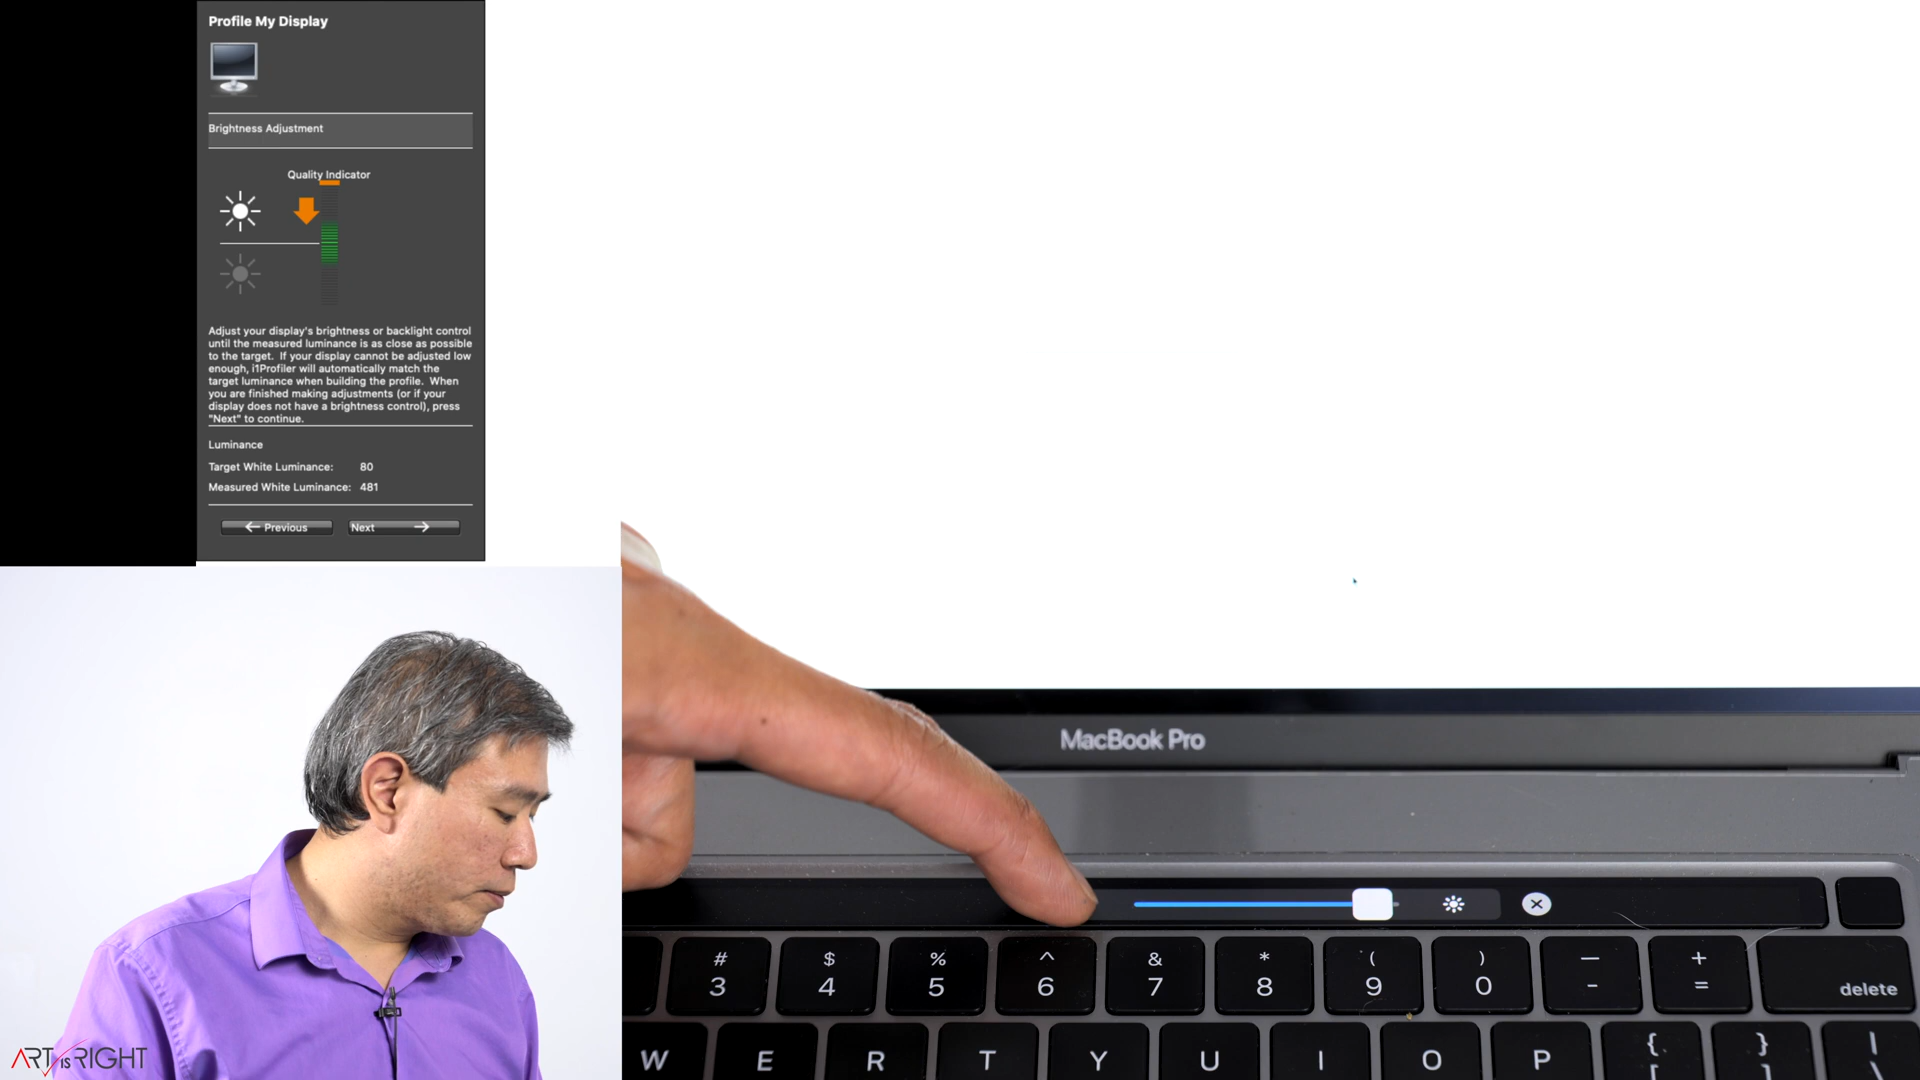 Profile My Display
Brightness Adjustment
Quality Indicator
Adjust your display's brightness or backlight control
until the measured luminance is as close as possible
to the target. If your display cannot be adjusted low
enough, i1Profiler will automatically match the
target luminance when building the profile. When
you are finished making adjustments (or if your
display does not have a brightness control), press
"Next" to continue.
Luminance
Target White Luminance: 80
Measured White Luminance: 481
Previous Next
MacBook Pro
# $ % ^ & * ( ) — +
3 4 5 6 7 8 9 0 - = delete
W E R T Y U I O P { } |
[ ] \
ART IS RIGHT